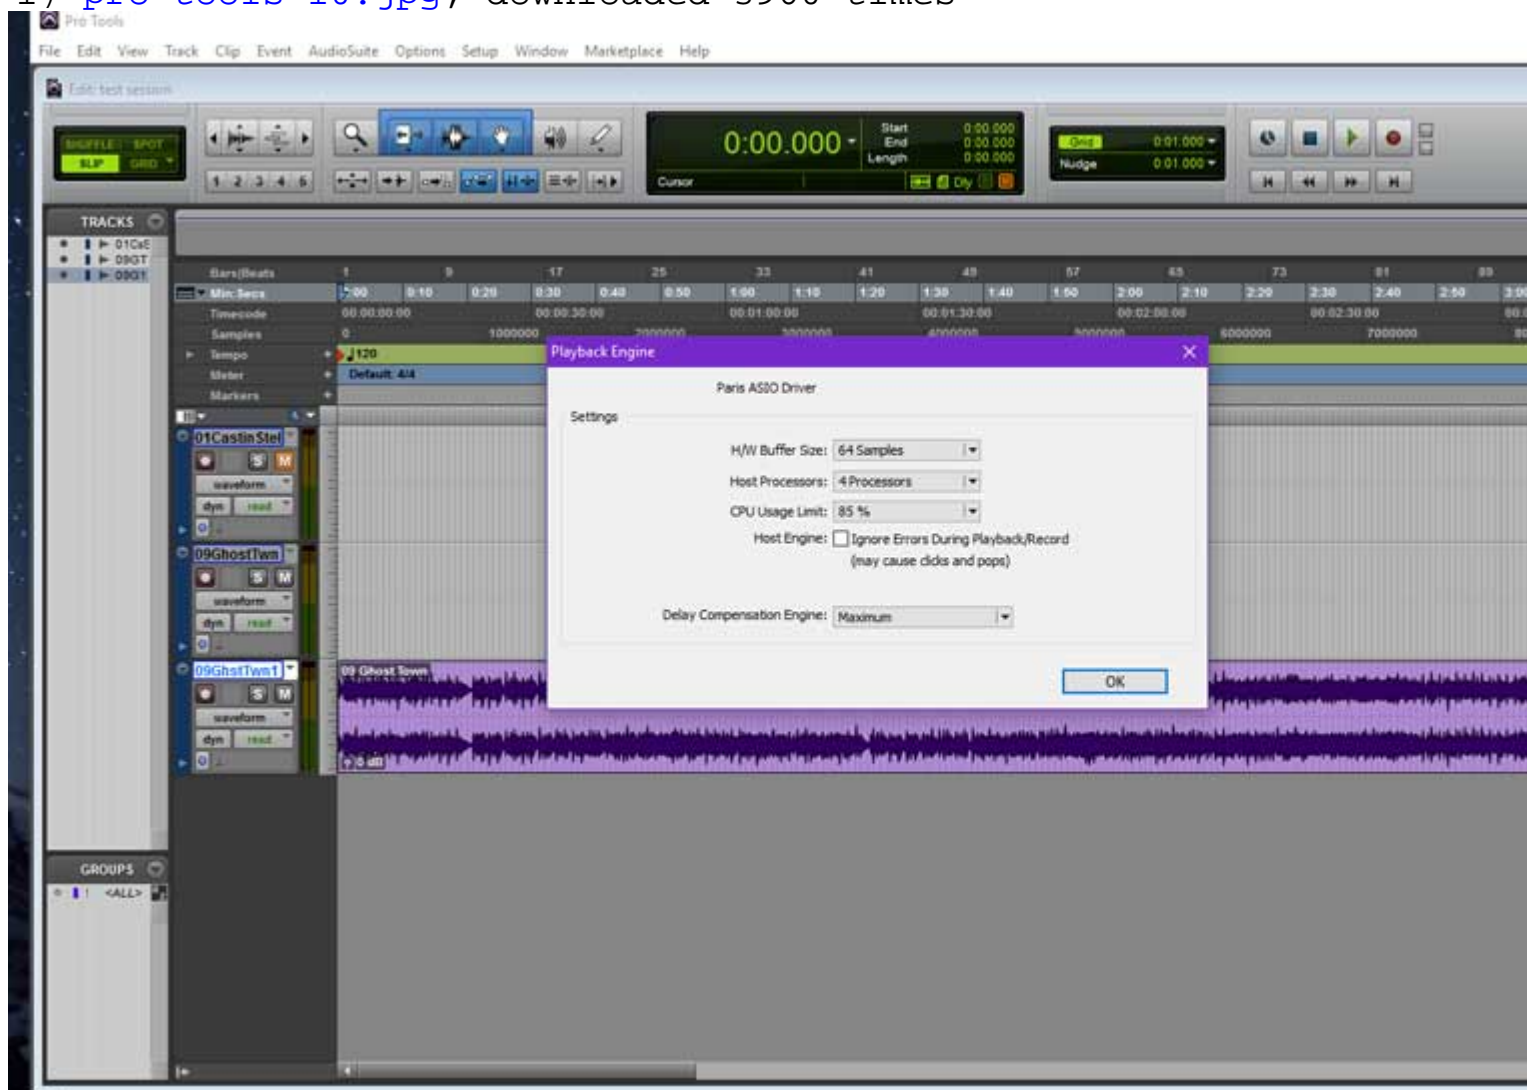 Pro Tools
File Edit View Track Clip Event AudioSuite Options Setup Window Marketplace Help
Edit: test session
SHUFFLE SPOT
SLIP GRID
1 2 3 4 5
0:00.000
Start 0:00.000
End 0:00.000
Length 0:00.000
Cursor
Dly
Grid 0:01.000
Nudge 0:01.000
TRACKS
01CsS
09GT
09G1
Bars|Beats 1 9 17 25 33 41 49 57 65 73 81 89
Min:Secs 0:00 0:10 0:20 0:30 0:40 0:50 1:00 1:10 1:20 1:30 1:40 1:50 2:00 2:10 2:20 2:30 2:40 2:50
Timecode 00:00:00:00 00:00:30:00 00:01:00:00 00:01:30:00 00:02:00:00 00:02:30:00
Samples 0 1000000 2000000 3000000 4000000 5000000 6000000 7000000
Tempo 120
Meter Default: 4/4
Markers
Playback Engine
Paris ASIO Driver
Settings
H/W Buffer Size: 64 Samples
Host Processors: 4 Processors
CPU Usage Limit: 85 %
Host Engine: Ignore Errors During Playback/Record
(may cause clicks and pops)
Delay Compensation Engine: Maximum
OK
01CastinStel
S M
waveform
dyn read
09GhostTwn
S M
waveform
dyn read
09GhstTwn1
S M
waveform
dyn read
09 Ghost Town
0 dB
GROUPS
! <ALL>